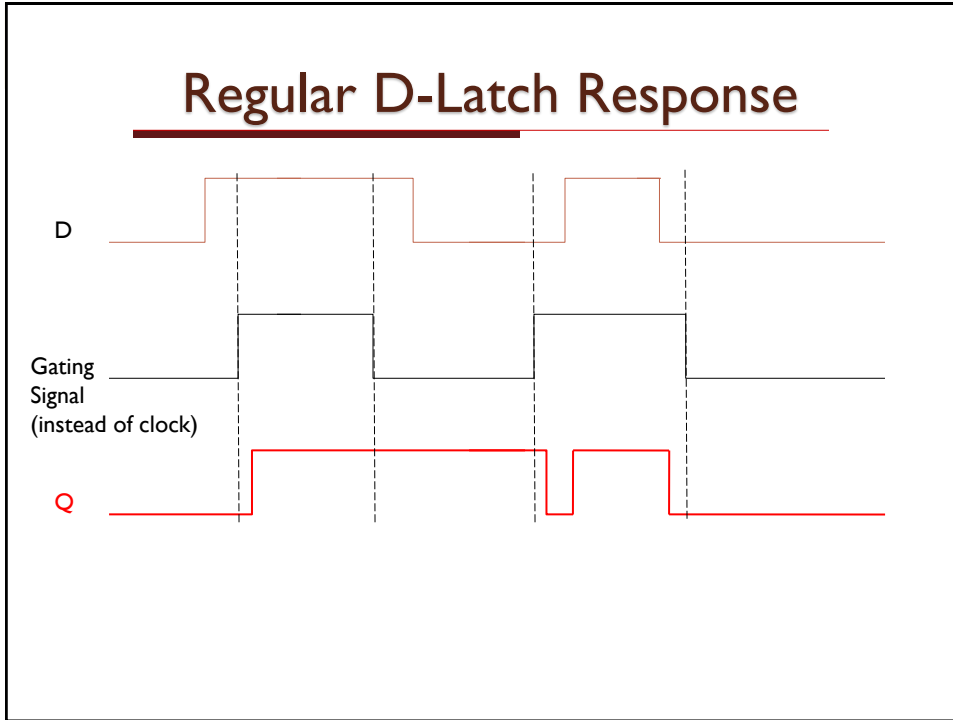 Regular D-Latch Response
D
Gating
Signal
(instead of clock)
Q